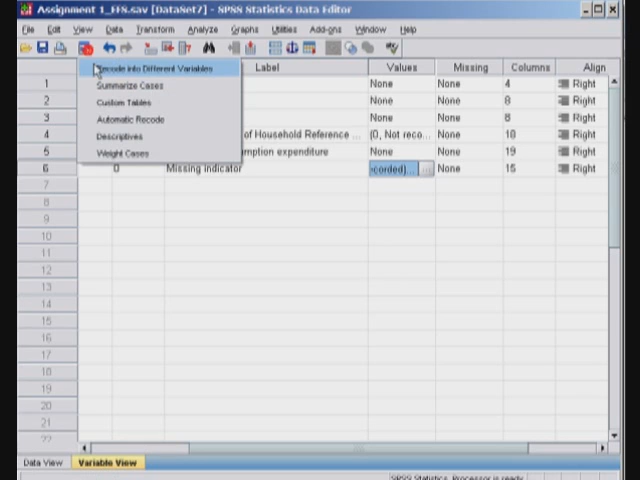 Assignment 1_FFS.sav [DataSet7] - SPSS Statistics Data Editor
File Edit View Data Transform Analyze Graphs Utilities Add-ons Window Help
Label Values Missing Columns Align
Recode into Different Variables
Summarize Cases
Custom Tables
Automatic Recode
Descriptives
Weight Cases
1 None None 4 Right
2 None None 8 Right
3 None None 8 Right
4 of Household Reference ... (0, Not reco... None 10 Right
5 mption expenditure None None 19 Right
6 0 Missing indicator corded)... ... None 15 Right
7
8
9
10
11
12
13
14
15
16
17
18
19
20
21
22
Data View Variable View
SPSS Statistics Processor is ready